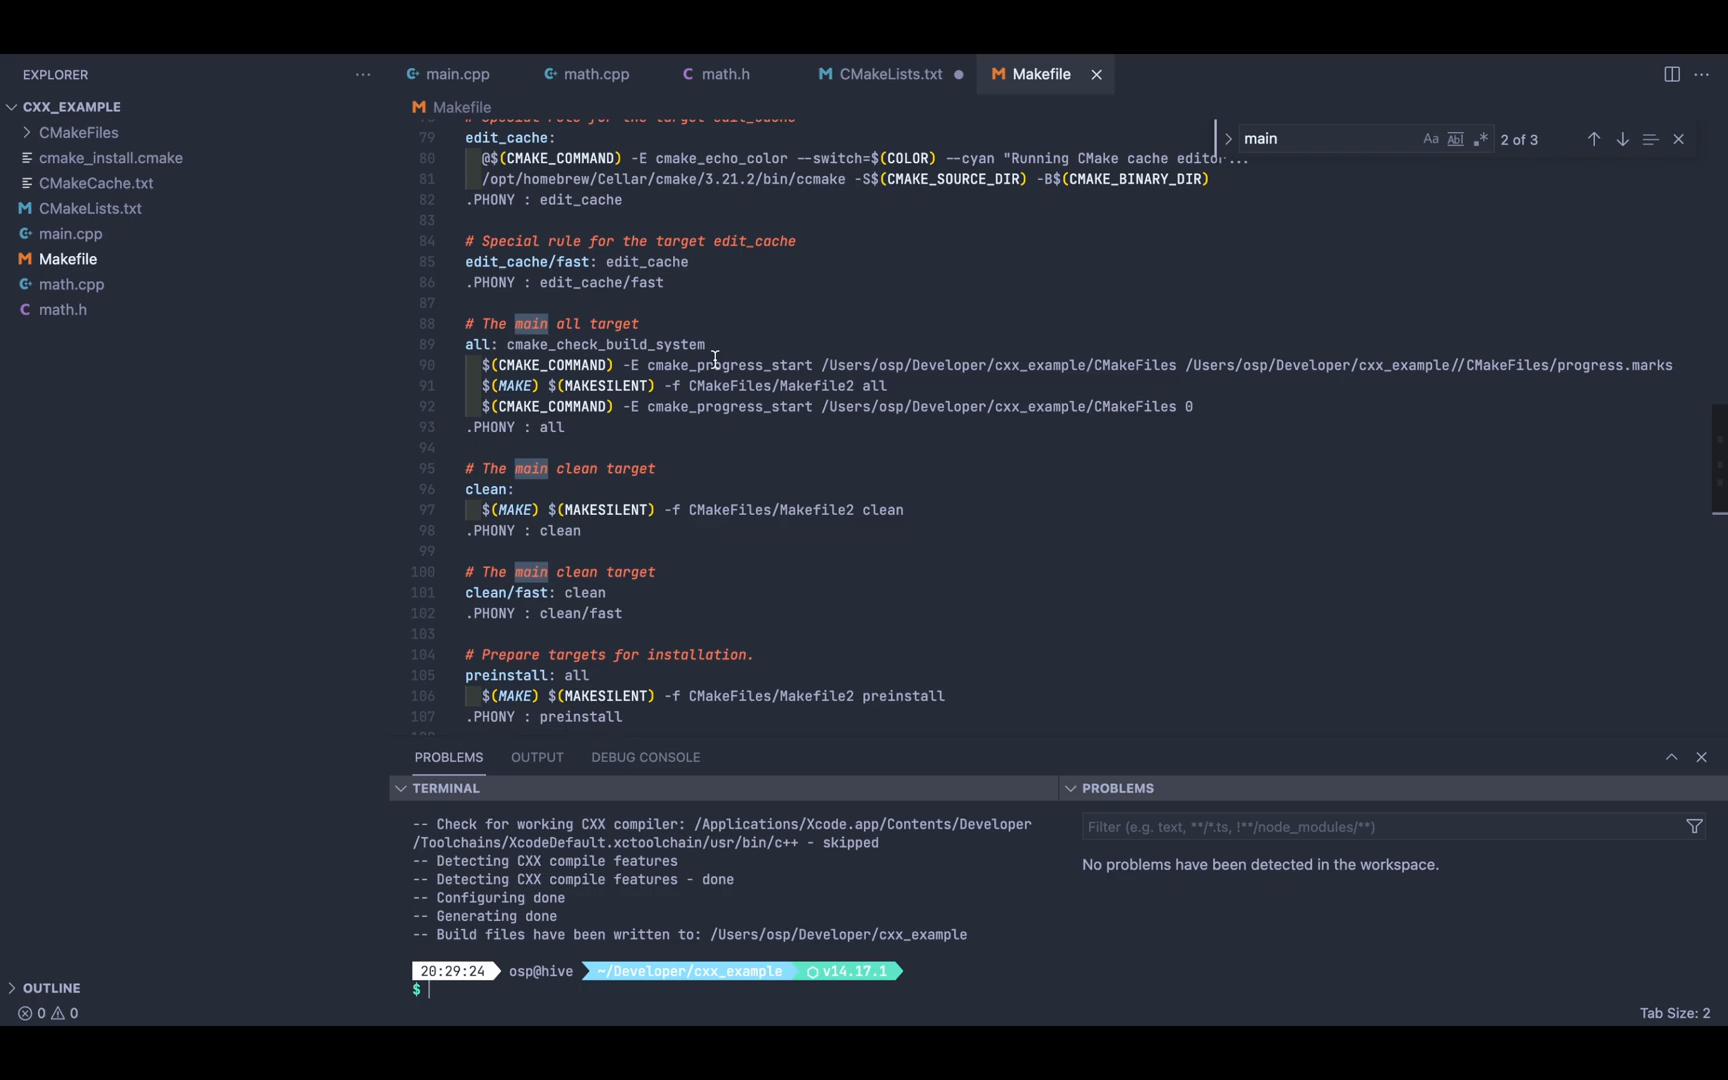 EXPLORER
···
CXX_EXAMPLE
CMakeFiles
cmake_install.cmake
CMakeCache.txt
CMakeLists.txt
main.cpp
Makefile
math.cpp
math.h
OUTLINE
0 0
main.cpp
math.cpp
math.h
CMakeLists.txt
Makefile
Makefile
main
2 of 3
# Special rule for the target edit_cache
79 edit_cache:
80 @$(CMAKE_COMMAND) -E cmake_echo_color --switch=$(COLOR) --cyan "Running CMake cache editor...
81 /opt/homebrew/Cellar/cmake/3.21.2/bin/ccmake -S$(CMAKE_SOURCE_DIR) -B$(CMAKE_BINARY_DIR)
82 .PHONY : edit_cache
83
84 # Special rule for the target edit_cache
85 edit_cache/fast: edit_cache
86 .PHONY : edit_cache/fast
87
88 # The main all target
89 all: cmake_check_build_system
90 $(CMAKE_COMMAND) -E cmake_progress_start /Users/osp/Developer/cxx_example/CMakeFiles /Users/osp/Developer/cxx_example//CMakeFiles/progress.marks
91 $(MAKE) $(MAKESILENT) -f CMakeFiles/Makefile2 all
92 $(CMAKE_COMMAND) -E cmake_progress_start /Users/osp/Developer/cxx_example/CMakeFiles 0
93 .PHONY : all
94
95 # The main clean target
96 clean:
97 $(MAKE) $(MAKESILENT) -f CMakeFiles/Makefile2 clean
98 .PHONY : clean
99
100 # The main clean target
101 clean/fast: clean
102 .PHONY : clean/fast
103
104 # Prepare targets for installation.
105 preinstall: all
106 $(MAKE) $(MAKESILENT) -f CMakeFiles/Makefile2 preinstall
107 .PHONY : preinstall
PROBLEMS OUTPUT DEBUG CONSOLE
TERMINAL
-- Check for working CXX compiler: /Applications/Xcode.app/Contents/Developer
/Toolchains/XcodeDefault.xctoolchain/usr/bin/c++ - skipped
-- Detecting CXX compile features
-- Detecting CXX compile features - done
-- Configuring done
-- Generating done
-- Build files have been written to: /Users/osp/Developer/cxx_example
20:29:24 osp@hive ~/Developer/cxx_example v14.17.1
$
PROBLEMS
Filter (e.g. text, **/*.ts, !**/node_modules/**)
No problems have been detected in the workspace.
Tab Size: 2